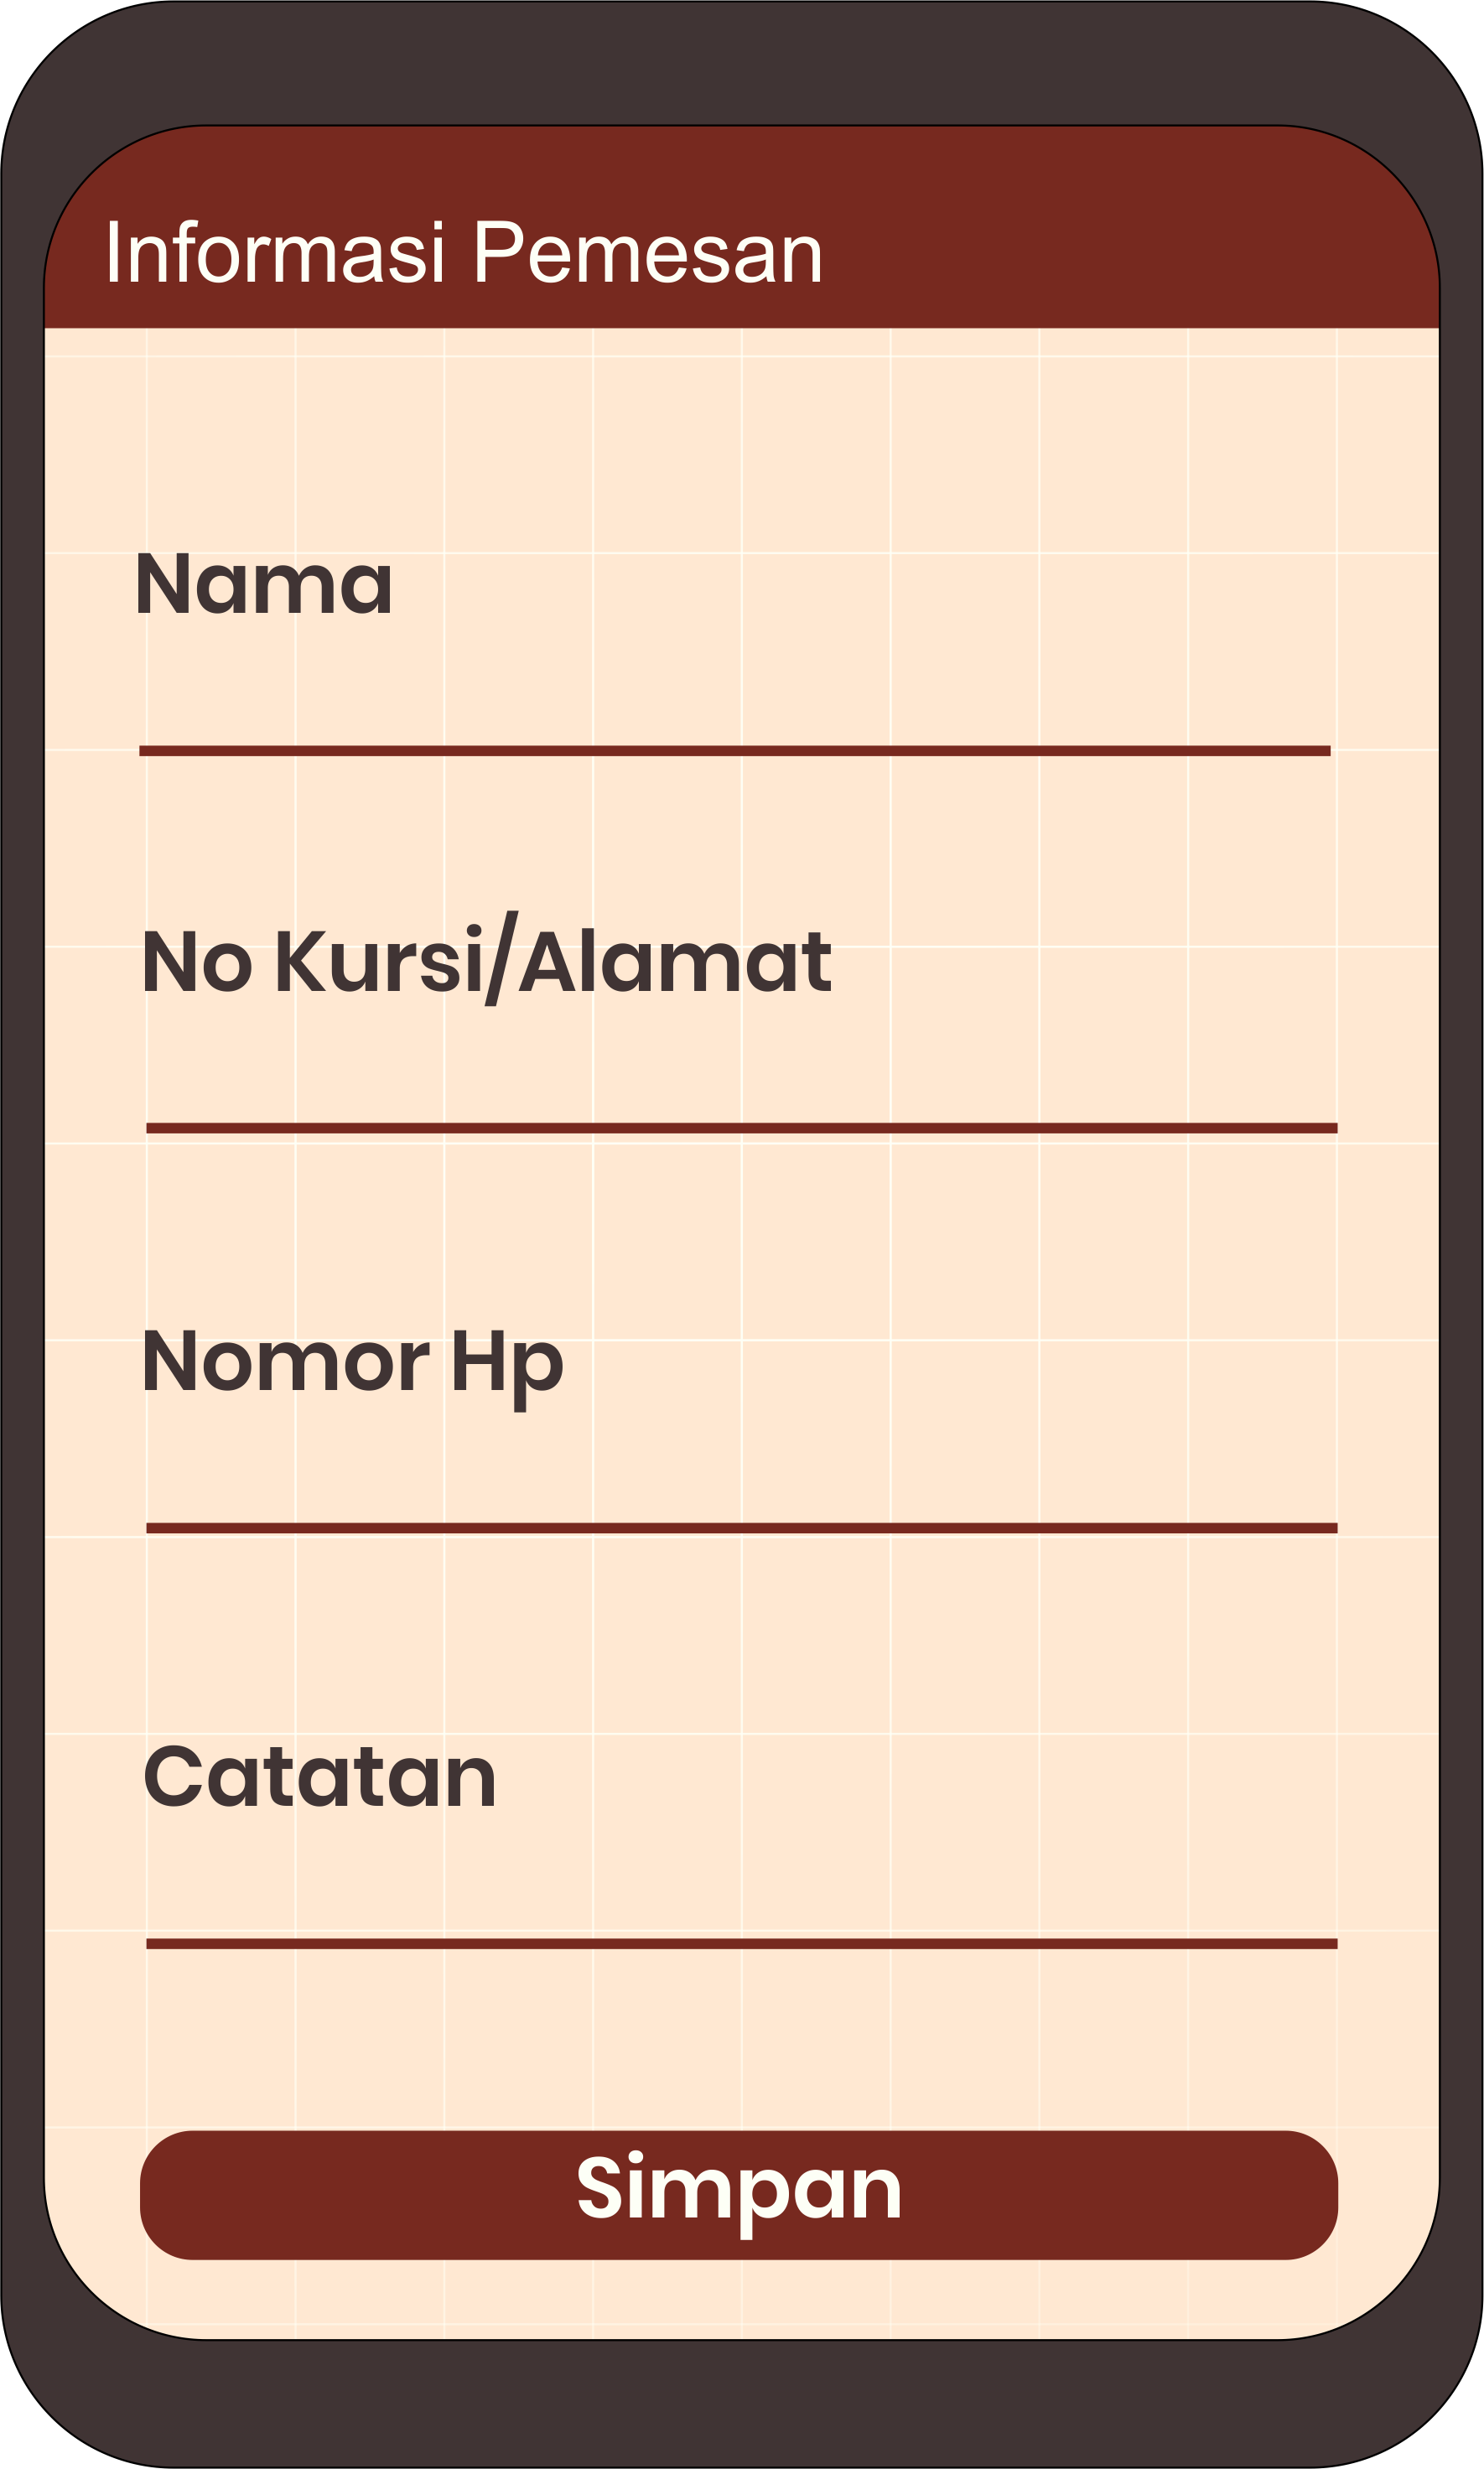 Informasi Pemesan
Nama
No Kursi/Alamat
Nomor Hp
Catatan
Simpan